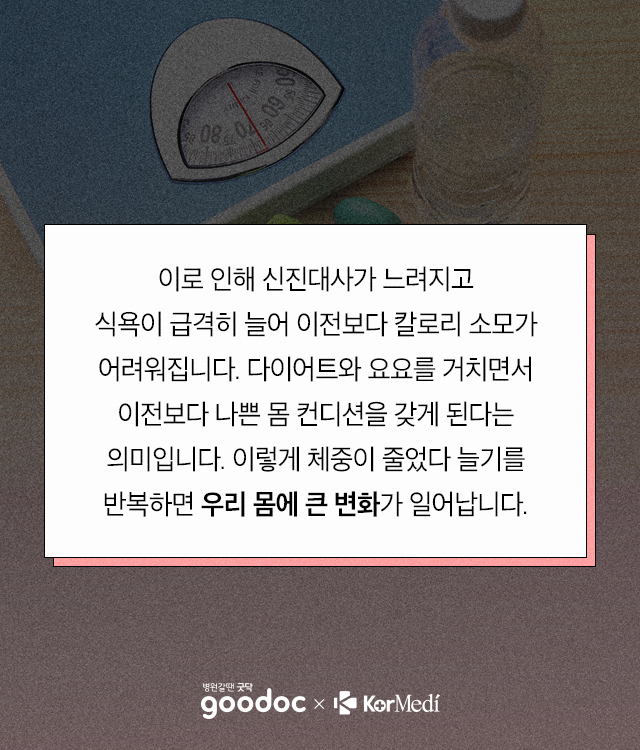 이로 인해 신진대사가 느려지고
식욕이 급격히 늘어 이전보다 칼로리 소모가
어려워집니다. 다이어트와 요요를 거치면서
이전보다 나쁜 몸 컨디션을 갖게 된다는
의미입니다. 이렇게 체중이 줄었다 늘기를
반복하면 우리 몸에 큰 변화가 일어납니다.
병원갈땐 굿닥
goodoc × KorMedi